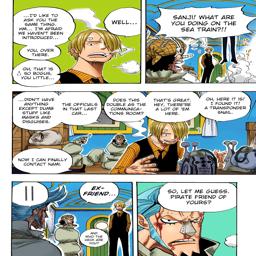 I'D LIKE TO
ASK YOU THE
SAME THING,
MM... I'M AFRAID
WE HAVEN'T BEEN
INTRODUCED...
YOU OVER
THERE.
OH, THAT IS
SO BOGUS,
LITTLE...
WELL...
SANJI! WHAT ARE
YOU DOING ON THE
SEA TRAIN?!!
...DIDN'T HAVE
ANYTHING
EXCEPT DUMB
STUFF LIKE
MASKS AND
DISGUISES.
THE OFFICIALS
IN THAT LAST
CAR...
DOES THIS
DOUBLE AS THE
COMMUNICA-
TIONS ROOM?
THAT'S GREAT,
HEY, THERE'S
A LOT OF
'EM HERE.
OH, HERE IS!
I FOUND IT!
A TRANSPONDER
SNAIL.
NOW I CAN FINALLY
CONTACT NAMI.
EX-
FRIEND...
AND
WHO THE
HECK ARE
YOU?
SO, LET ME GUESS.
PIRATE FRIEND OF
YOURS?